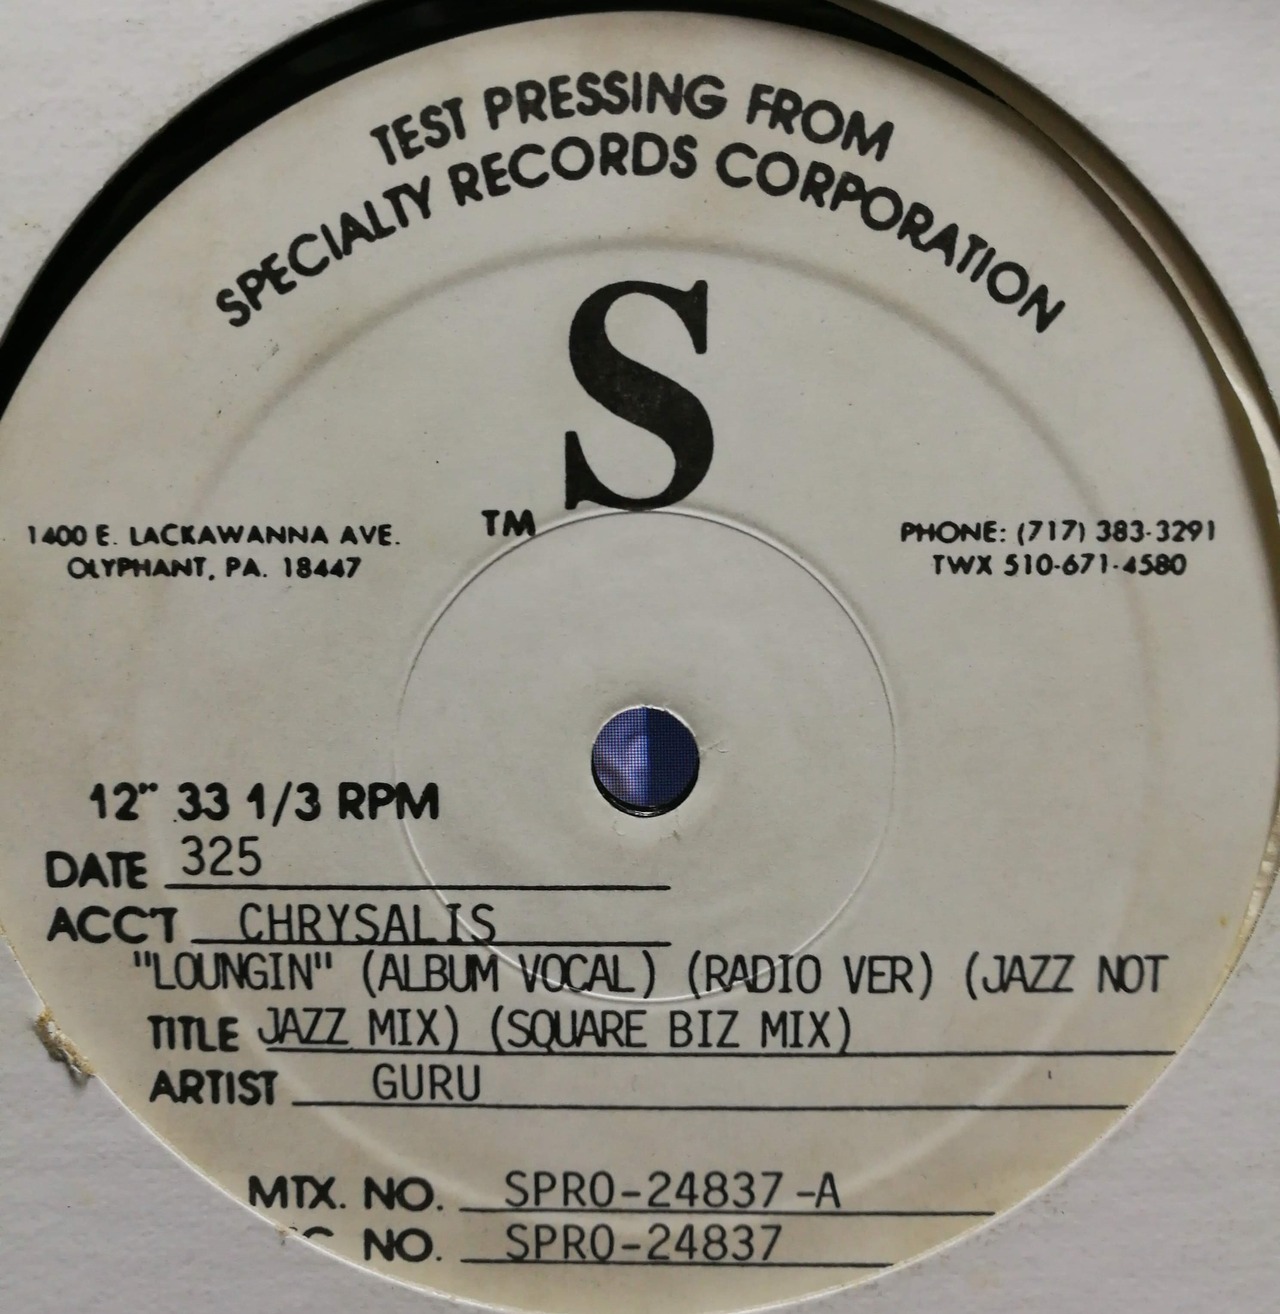 TEST PRESSING FROM
SPECIALTY RECORDS CORPORATION
S
TM
1400 E. LACKAWANNA AVE.
OLYPHANT, PA. 18447
PHONE: (717) 383-3291
TWX 510-671-4580
12" 33 1/3 RPM
DATE 325
ACC'T CHRYSALIS
"LOUNGIN" (ALBUM VOCAL) (RADIO VER) (JAZZ NOT
TITLE JAZZ MIX) (SQUARE BIZ MIX)
ARTIST GURU
MTX. NO. SPRO-24837-A
NO. SPRO-24837